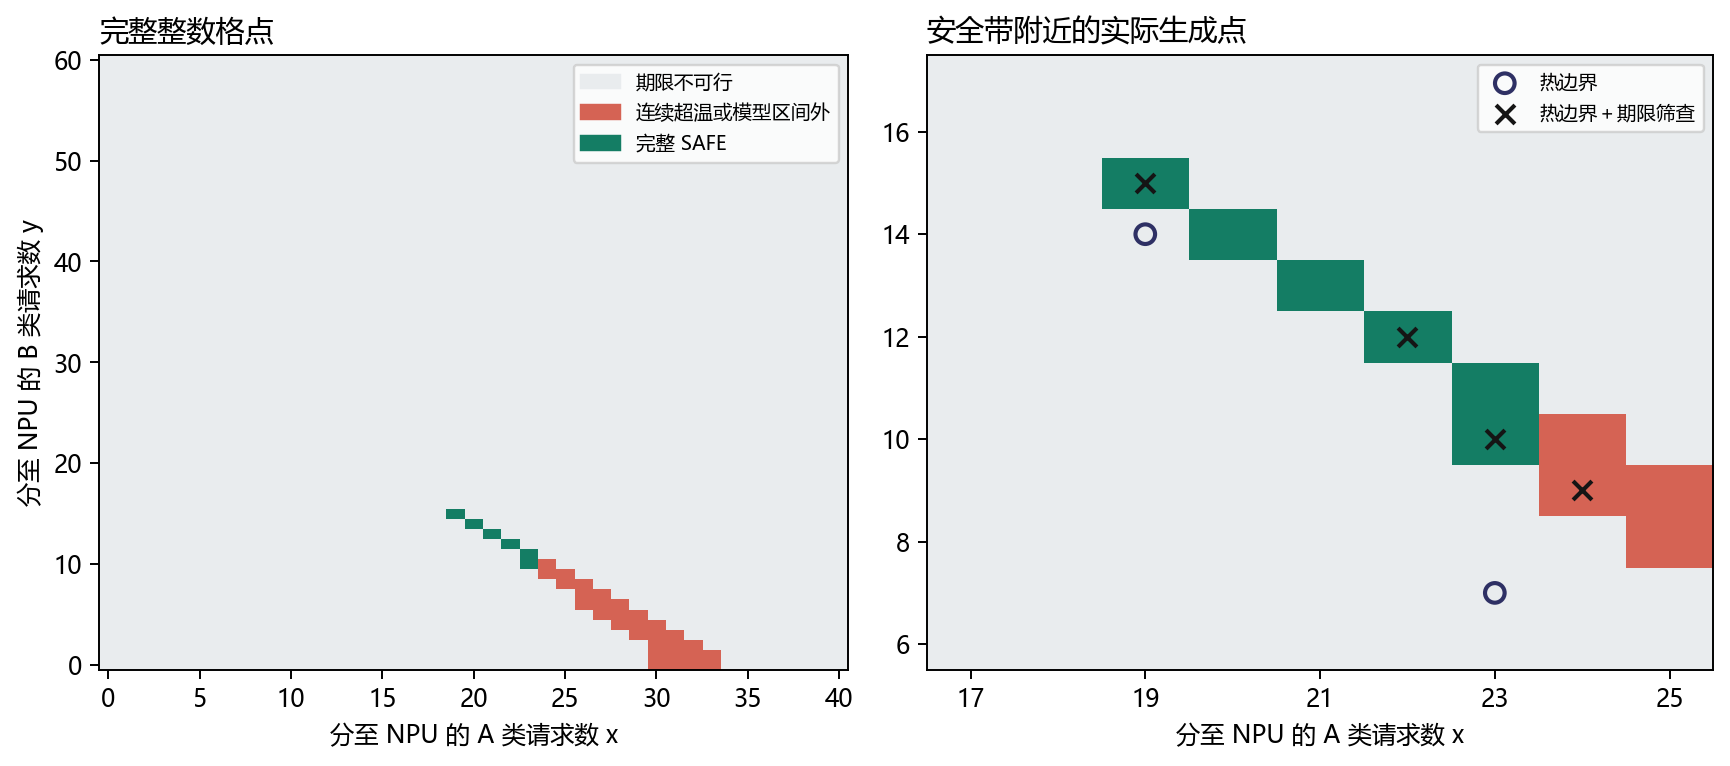 完整整数格点
60
50
40
30
20
10
0
分至 NPU 的 B 类请求数 y
期限不可行
连续超温或模型区间外
完整 SAFE
0 5 10 15 20 25 30 35 40
分至 NPU 的 A 类请求数 x
安全带附近的实际生成点
16
14
12
10
8
6
热边界
热边界 + 期限筛查
17 19 21 23 25
分至 NPU 的 A 类请求数 x